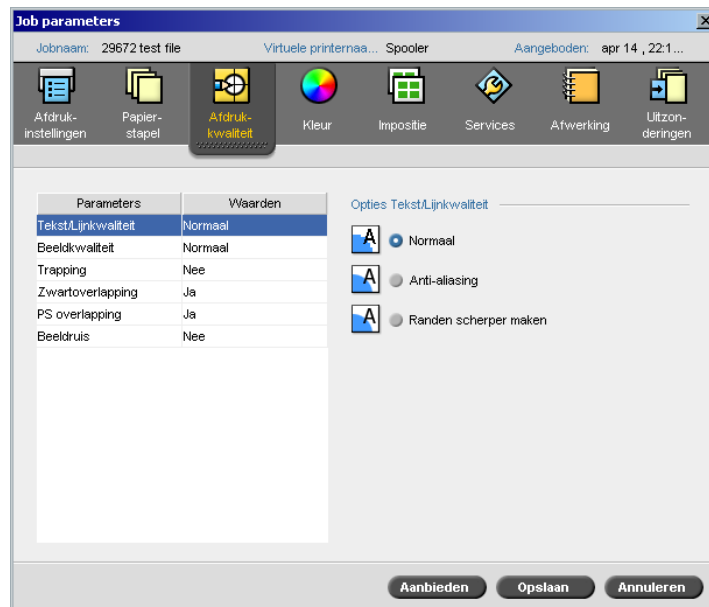 Job parameters
Jobnaam: 29672 test file Virtuele printernaa... Spooler Aangeboden: apr 14 , 22:1...
Afdruk-
instellingen
Papier-
stapel
Afdruk-
kwaliteit
Kleur
Impositie
Services
Afwerking
Uitzon-
deringen
Parameters Waarden
Tekst/Lijnkwaliteit Normaal
Beeldkwaliteit Normaal
Trapping Nee
Zwartoverlapping Ja
PS overlapping Ja
Beeldruis Nee
Opties Tekst/Lijnkwaliteit
A Normaal
A Anti-aliasing
A Randen scherper maken
Aanbieden Opslaan Annuleren